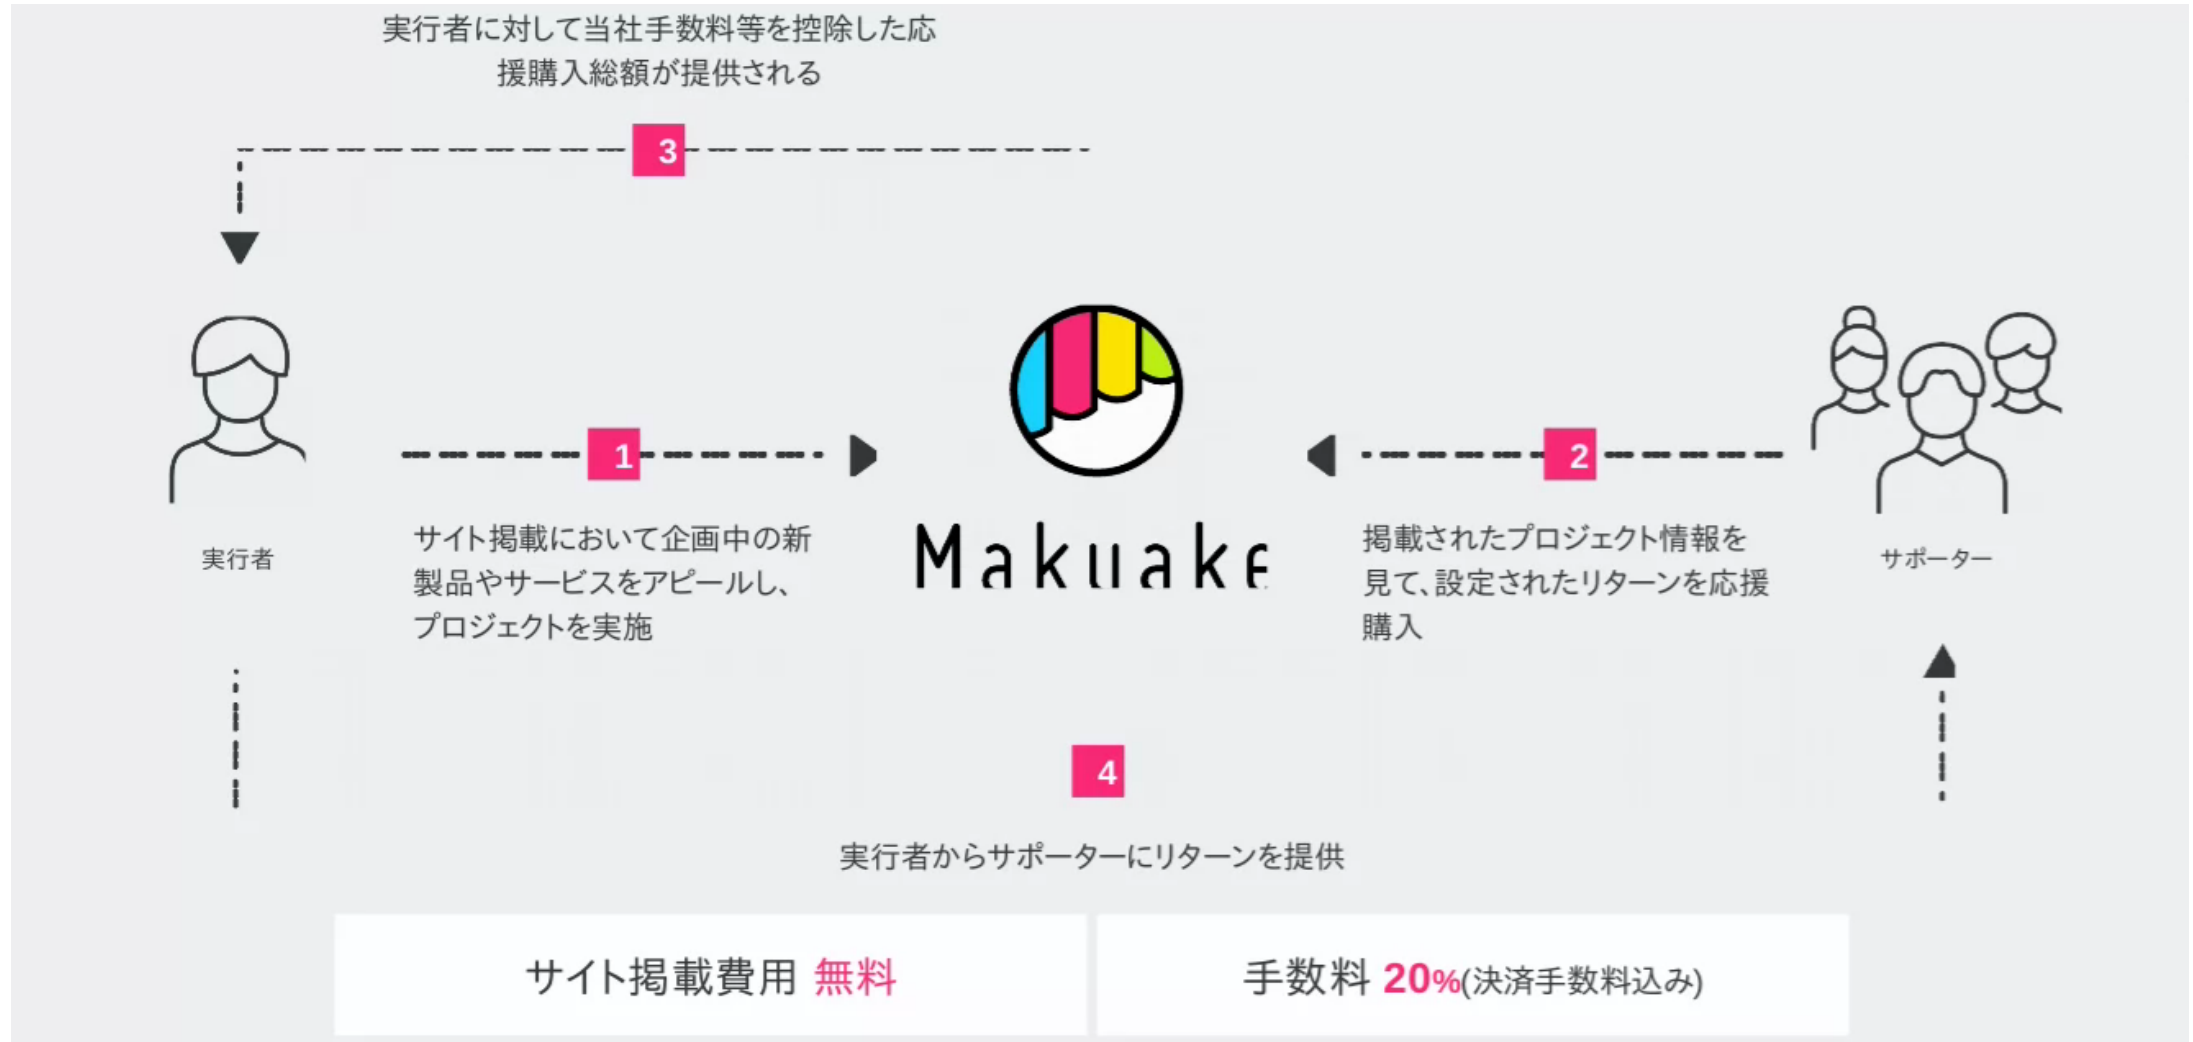 実行者に対して当社手数料等を控除した応
援購入総額が提供される
3
1
2
Makuake
実行者
サイト掲載において企画中の新
製品やサービスをアピールし、
プロジェクトを実施
掲載されたプロジェクト情報を
見て、設定されたリターンを応援
購入
サポーター
4
実行者からサポーターにリターンを提供
サイト掲載費用 無料
手数料 20%(決済手数料込み)